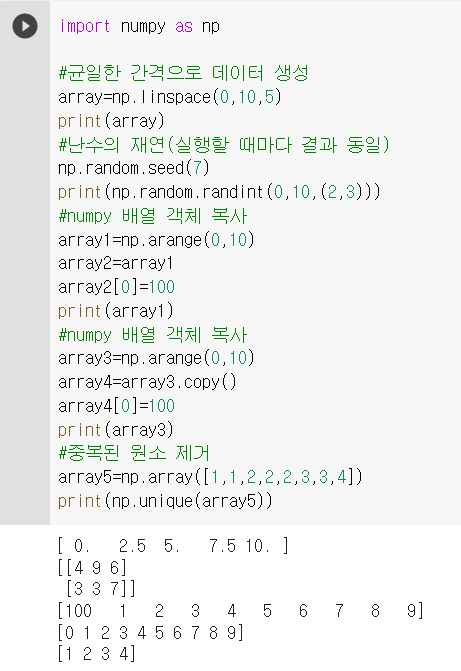 import numpy as np
#균일한 간격으로 데이터 생성
array=np.linspace(0,10,5)
print(array)
#난수의 재연(실행할 때마다 결과 동일)
np.random.seed(7)
print(np.random.randint(0,10,(2,3)))
#numpy 배열 객체 복사
array1=np.arange(0,10)
array2=array1
array2[0]=100
print(array1)
#numpy 배열 객체 복사
array3=np.arange(0,10)
array4=array3.copy()
array4[0]=100
print(array3)
#중복된 원소 제거
array5=np.array([1,1,2,2,2,3,3,4])
print(np.unique(array5))
[ 0.   2.5  5.   7.5 10. ]
[[4 9 6]
 [3 3 7]]
[100   1   2   3   4   5   6   7   8   9]
[0 1 2 3 4 5 6 7 8 9]
[1 2 3 4]